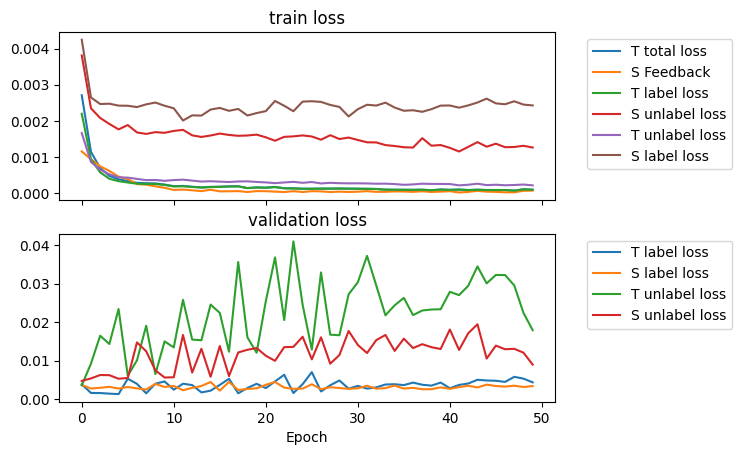 train loss
0.004
0.003
0.002
0.001
0.000
T total loss
S Feedback
T label loss
S unlabel loss
T unlabel loss
S label loss
validation loss
0.04
0.03
0.02
0.01
0.00
0
10
20
30
40
50
Epoch
T label loss
S label loss
T unlabel loss
S unlabel loss